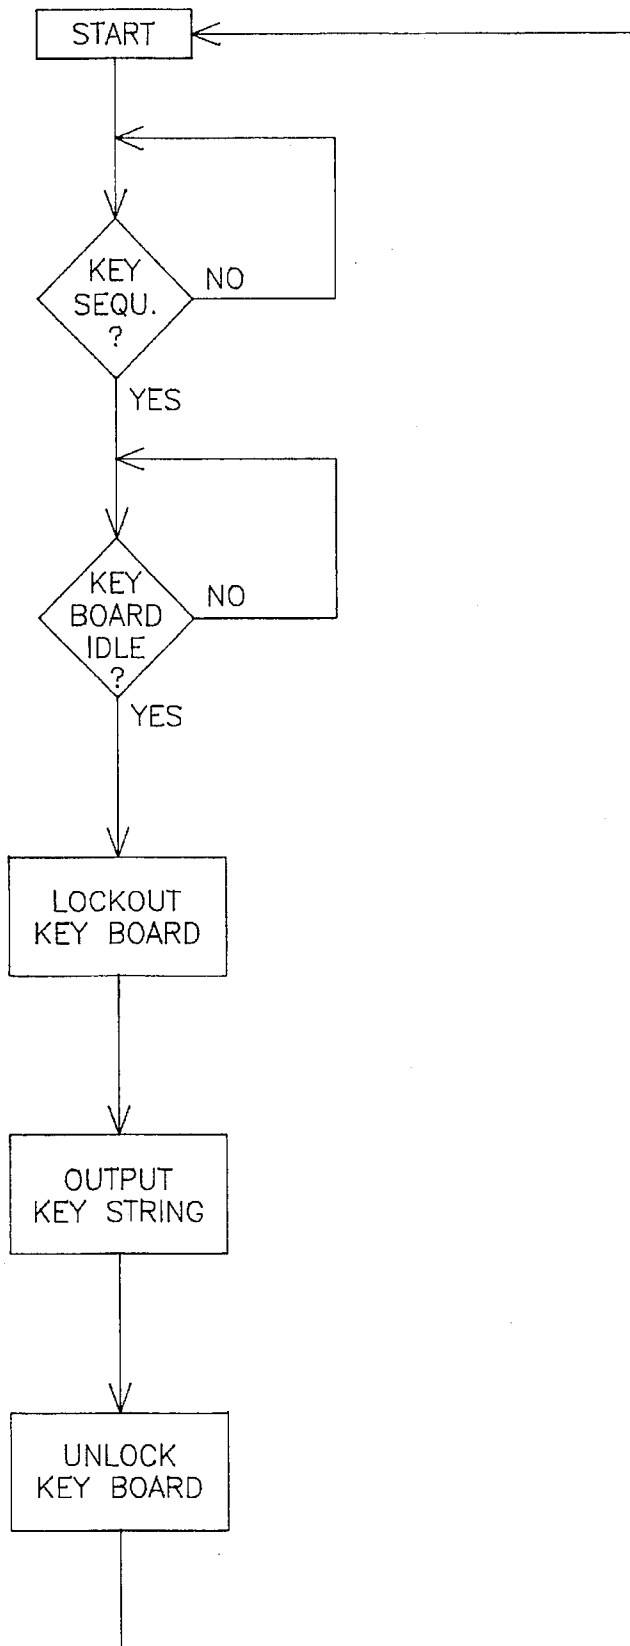 START
KEY
SEQU.
?
NO
YES
KEY
BOARD
IDLE
?
NO
YES
LOCKOUT
KEY BOARD
OUTPUT
KEY STRING
UNLOCK
KEY BOARD